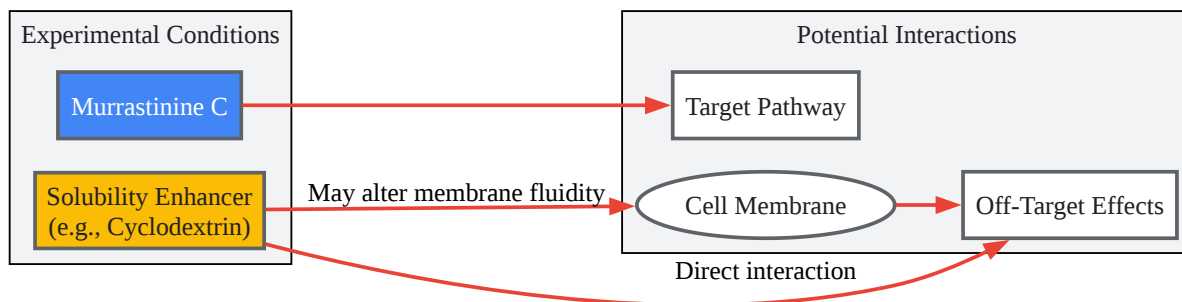 Experimental Conditions
Potential Interactions
Murrastinine C
Target Pathway
Solubility Enhancer
(e.g., Cyclodextrin)
May alter membrane fluidity
Cell Membrane
Off-Target Effects
Direct interaction